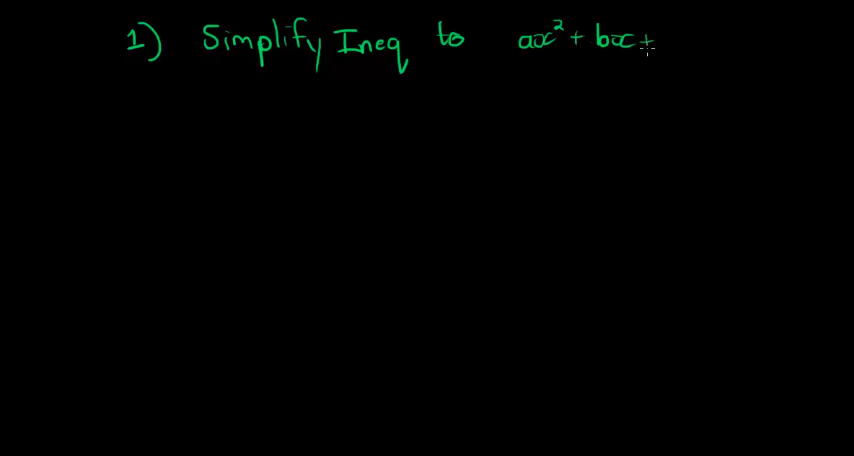 1) Simplify Ineq to ax² + bx +